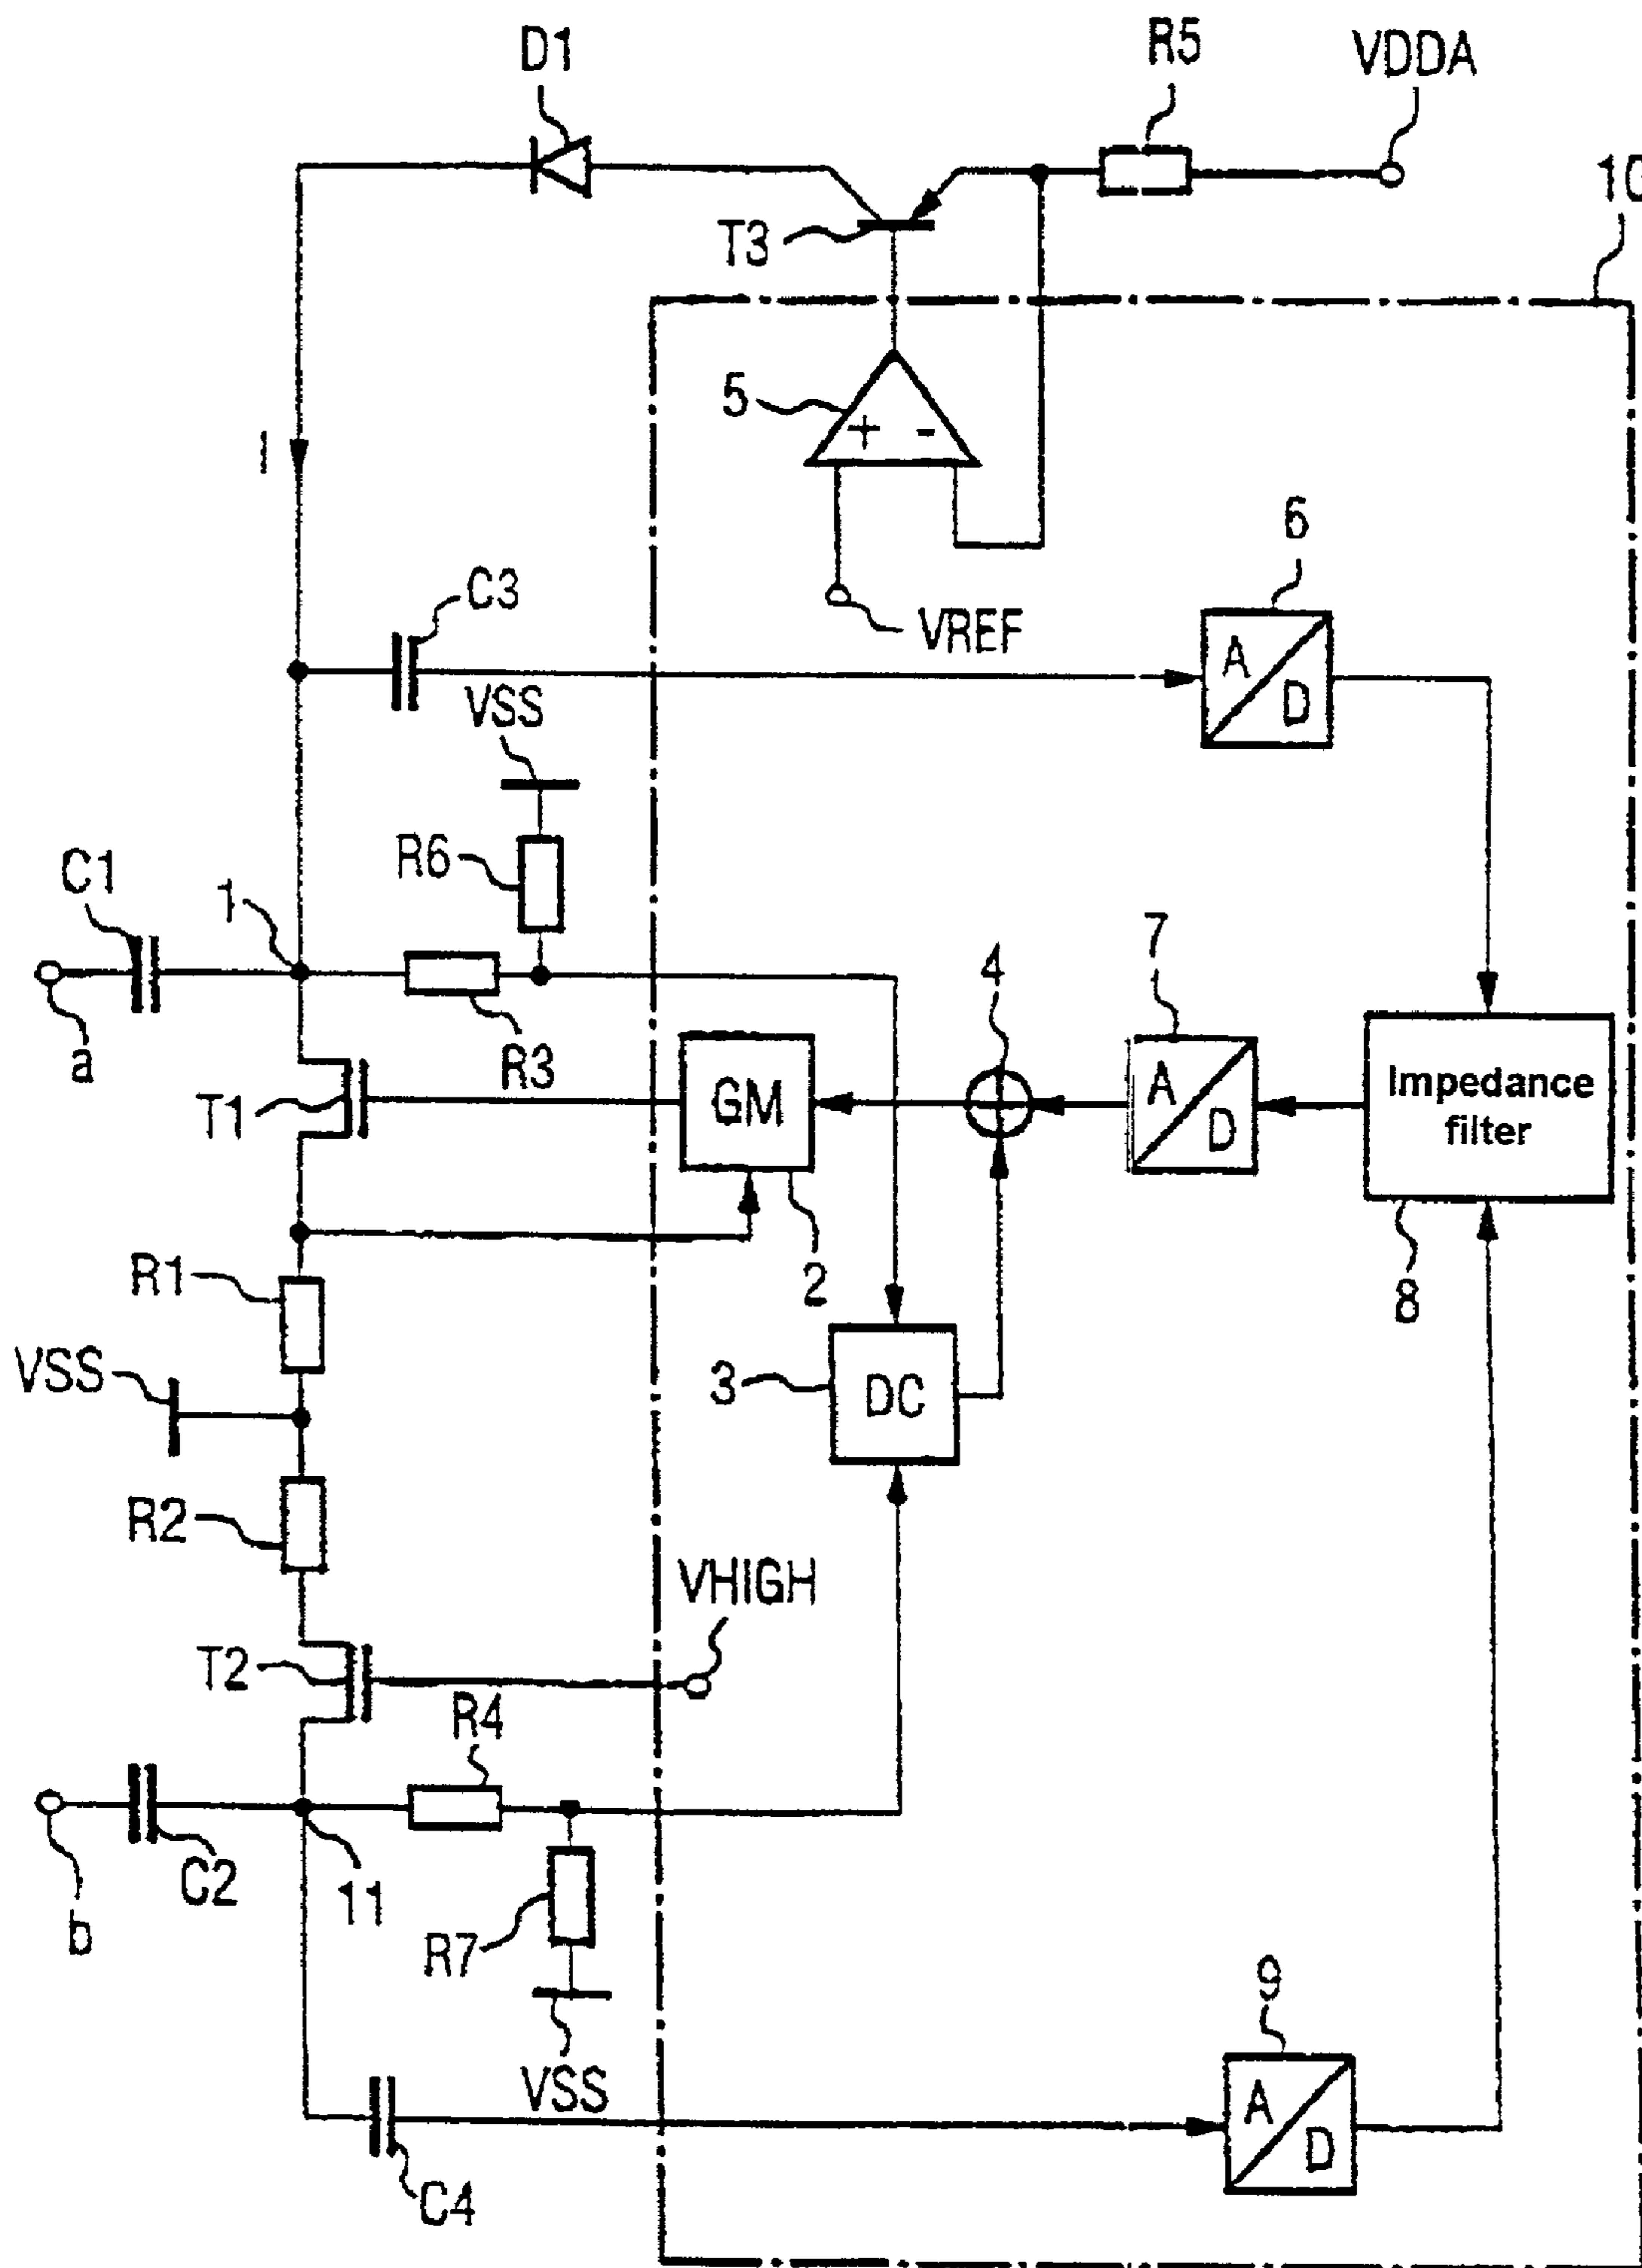 D1
R5
VDDA
10
T3
5
+ -
I
6
C3
VREF
A
D
VSS
R6
C1
1
7
4
a
R3
A
D
Impedance
filter
GM
T1
2
8
R1
3
DC
VSS
R2
VHIGH
T2
R4
C2
11
b
R7
9
VSS
A
D
C4